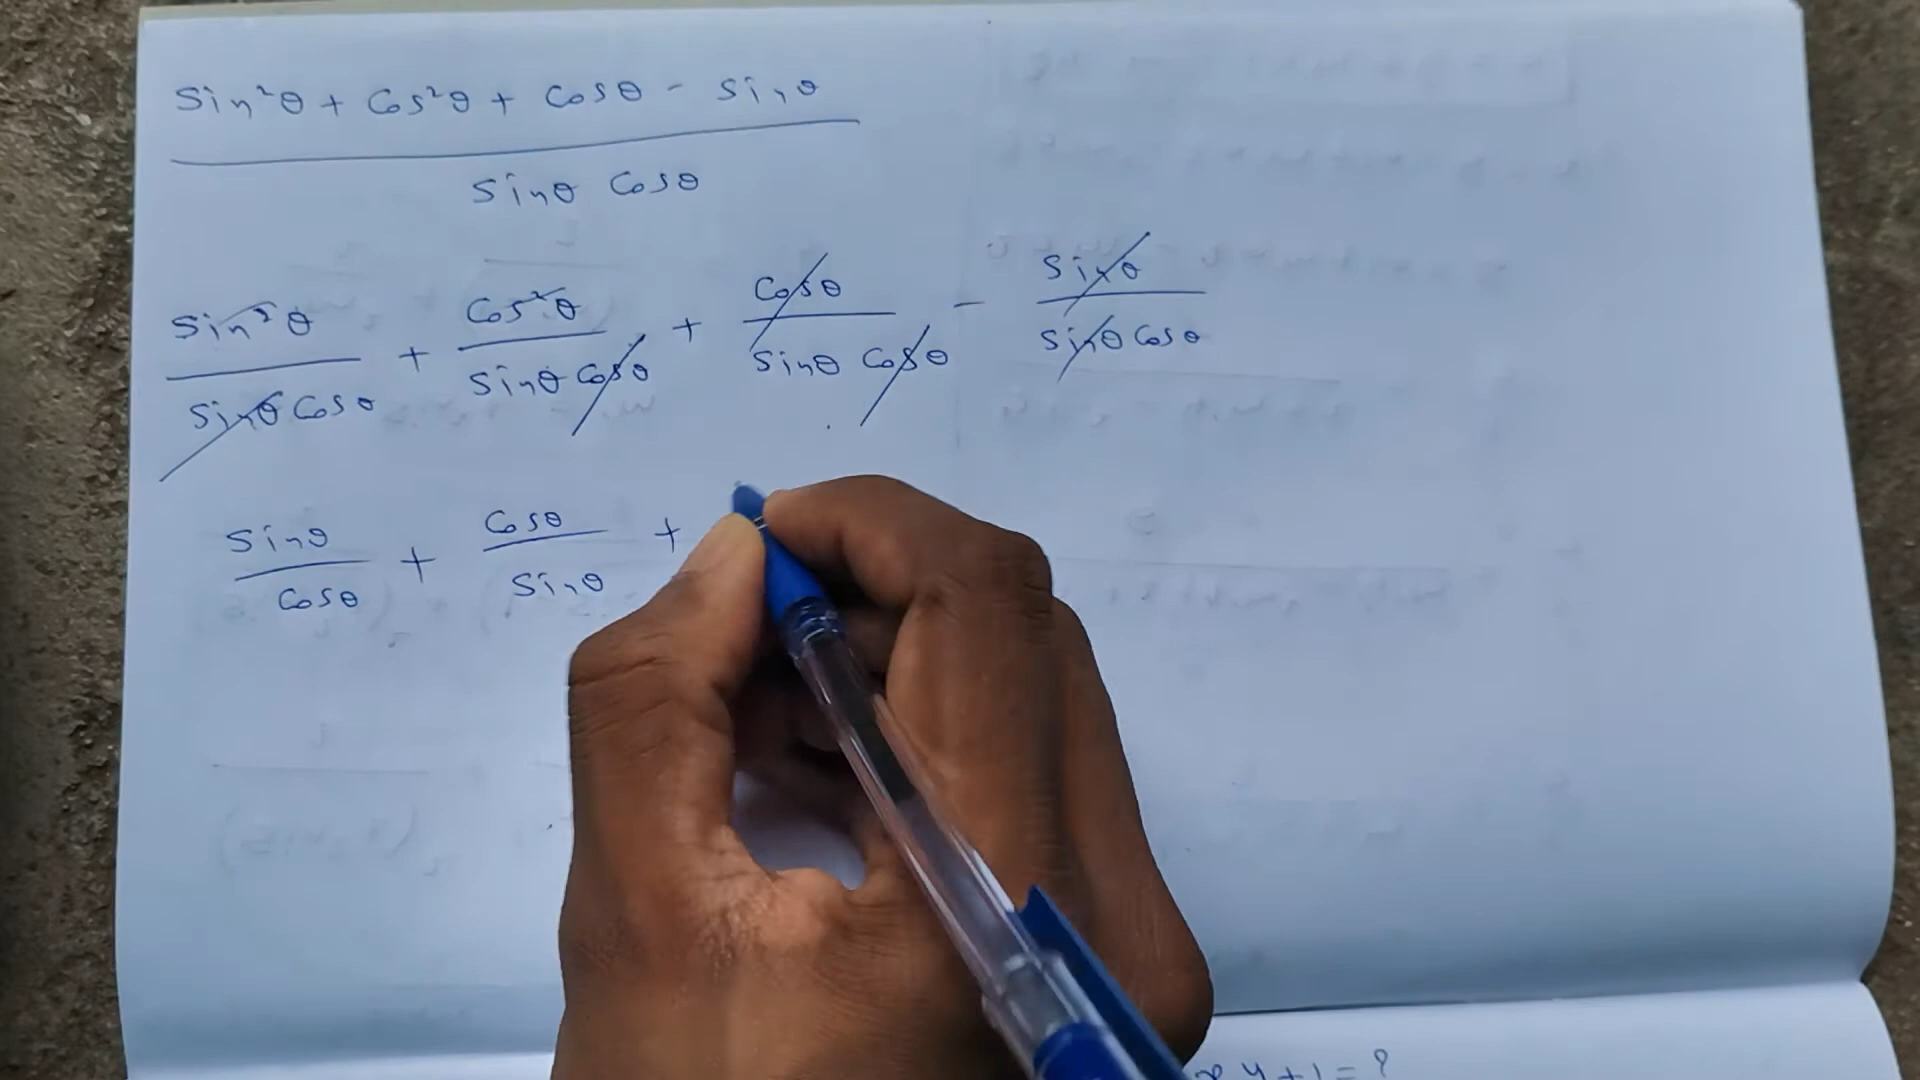 Sin²θ + Cos²θ + Cosθ - Sinθ
Sinθ Cosθ
Sin²θ + Cos²θ + Cosθ - Sinθ
Sinθ Cosθ Sinθ Cosθ Sinθ Cosθ Sinθ Cosθ
Sinθ + Cosθ +
Cosθ Sinθ
y + 1 = ?